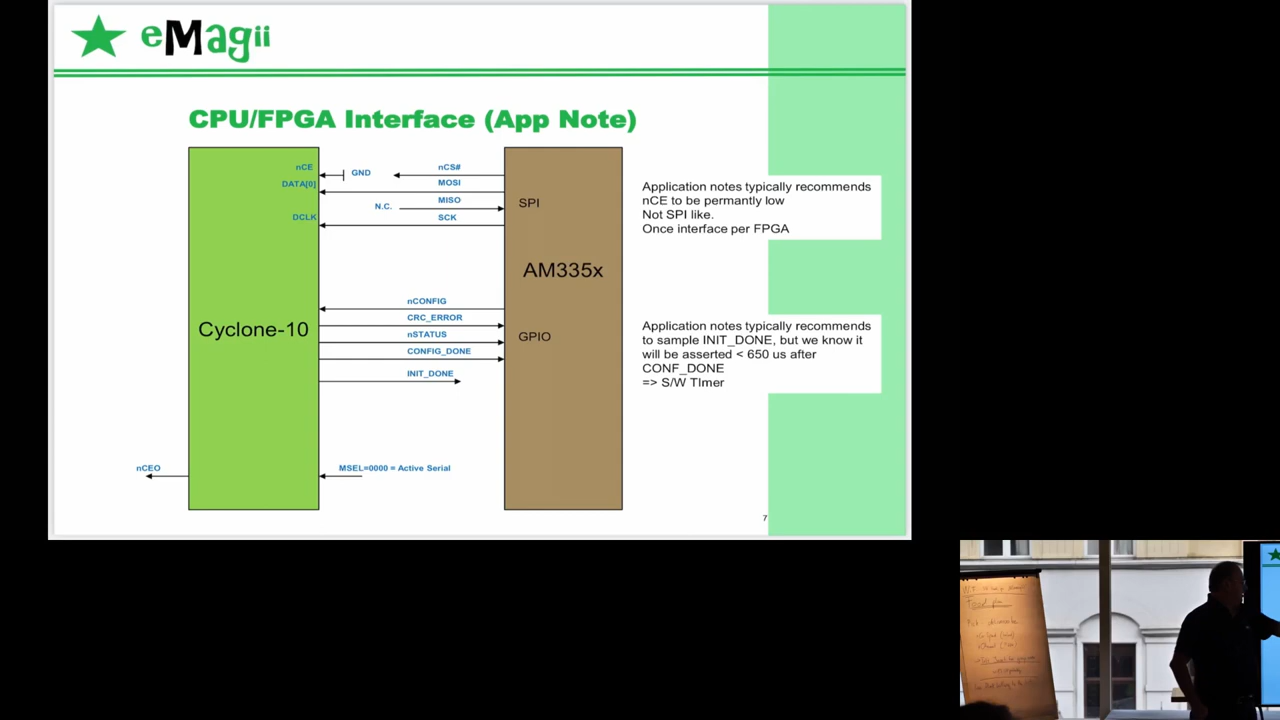 eMagii
CPU/FPGA Interface (App Note)
nCE
GND
nCS#
DATA[0]
MOSI
N.C.
MISO
DCLK
SCK
SPI
AM335x
Cyclone-10
nCONFIG
CRC_ERROR
nSTATUS
CONFIG_DONE
INIT_DONE
GPIO
nCEO
MSEL=0000 = Active Serial
Application notes typically recommends
nCE to be permantly low
Not SPI like.
Once interface per FPGA
Application notes typically recommends
to sample INIT_DONE, but we know it
will be asserted < 650 us after
CONF_DONE
=> S/W TImer
7